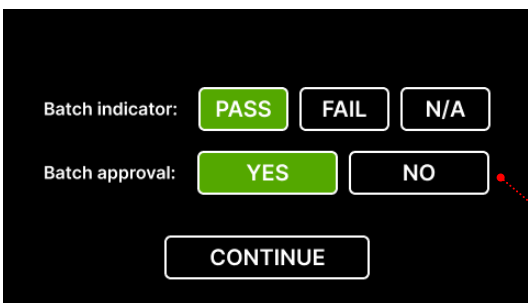 Batch indicator: PASS FAIL N/A
Batch approval: YES NO
CONTINUE